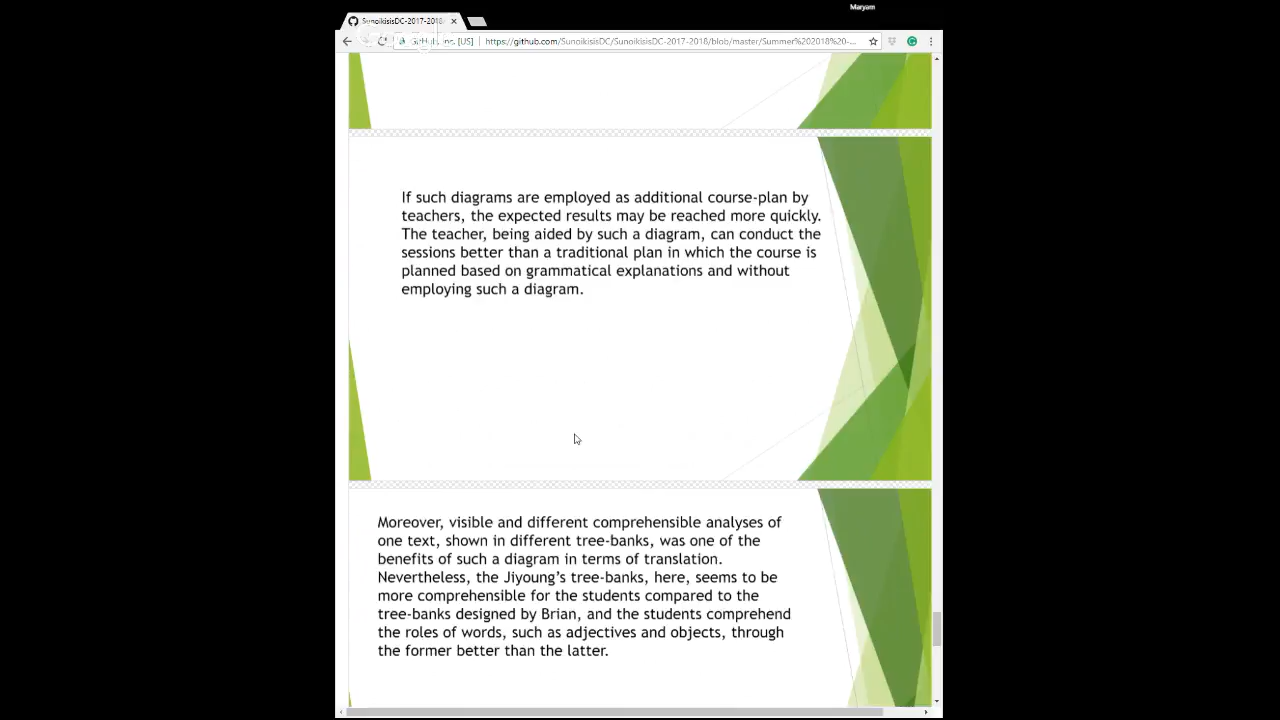 Maryam
SunoikisisDC-2017-2018
GitHub, Inc. [US]
https://github.com/SunoikisisDC/SunoikisisDC-2017-2018/blob/master/Summer%202018%20-...
If such diagrams are employed as additional course-plan by
teachers, the expected results may be reached more quickly.
The teacher, being aided by such a diagram, can conduct the
sessions better than a traditional plan in which the course is
planned based on grammatical explanations and without
employing such a diagram.
Moreover, visible and different comprehensible analyses of
one text, shown in different tree-banks, was one of the
benefits of such a diagram in terms of translation.
Nevertheless, the Jiyoung’s tree-banks, here, seems to be
more comprehensible for the students compared to the
tree-banks designed by Brian, and the students comprehend
the roles of words, such as adjectives and objects, through
the former better than the latter.